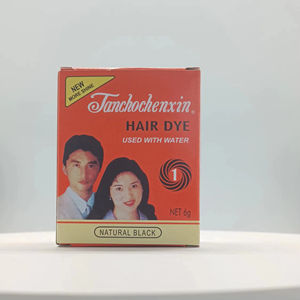 NEW
MORE SHINE
Tanchochenxin®
HAIR DYE
USED WITH WATER
1
NET 6g
NATURAL BLACK